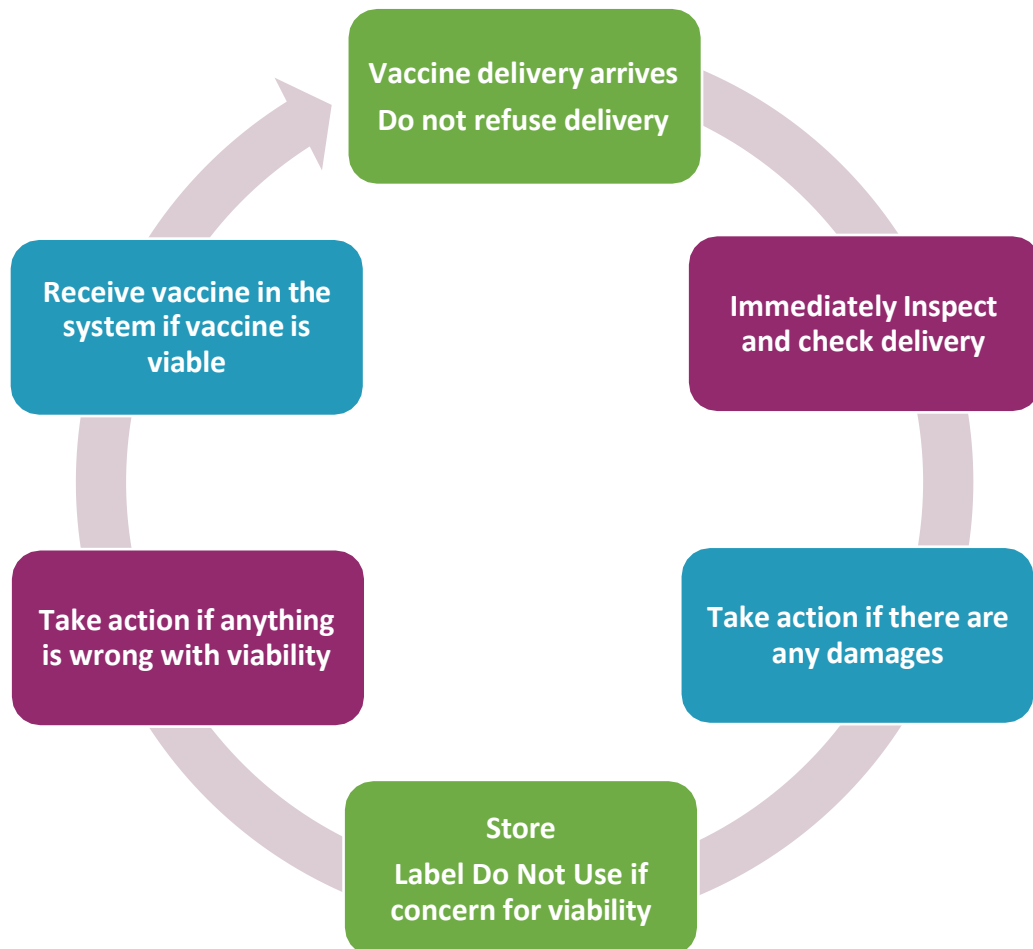 Vaccine delivery arrives
Do not refuse delivery
Immediately Inspect
and check delivery
Take action if there are
any damages
Store
Label Do Not Use if
concern for viability
Take action if anything
is wrong with viability
Receive vaccine in the
system if vaccine is
viable